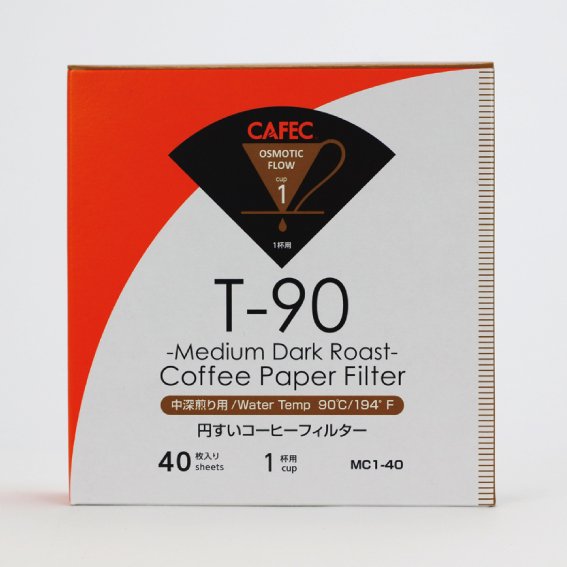 CAFEC
OSMOTIC
FLOW
cup
1
1杯用
T-90
-Medium Dark Roast-
Coffee Paper Filter
中深煎り用/Water Temp 90℃/194°F
円すいコーヒーフィルター
40 枚入り sheets 1 杯用 cup MC1-40